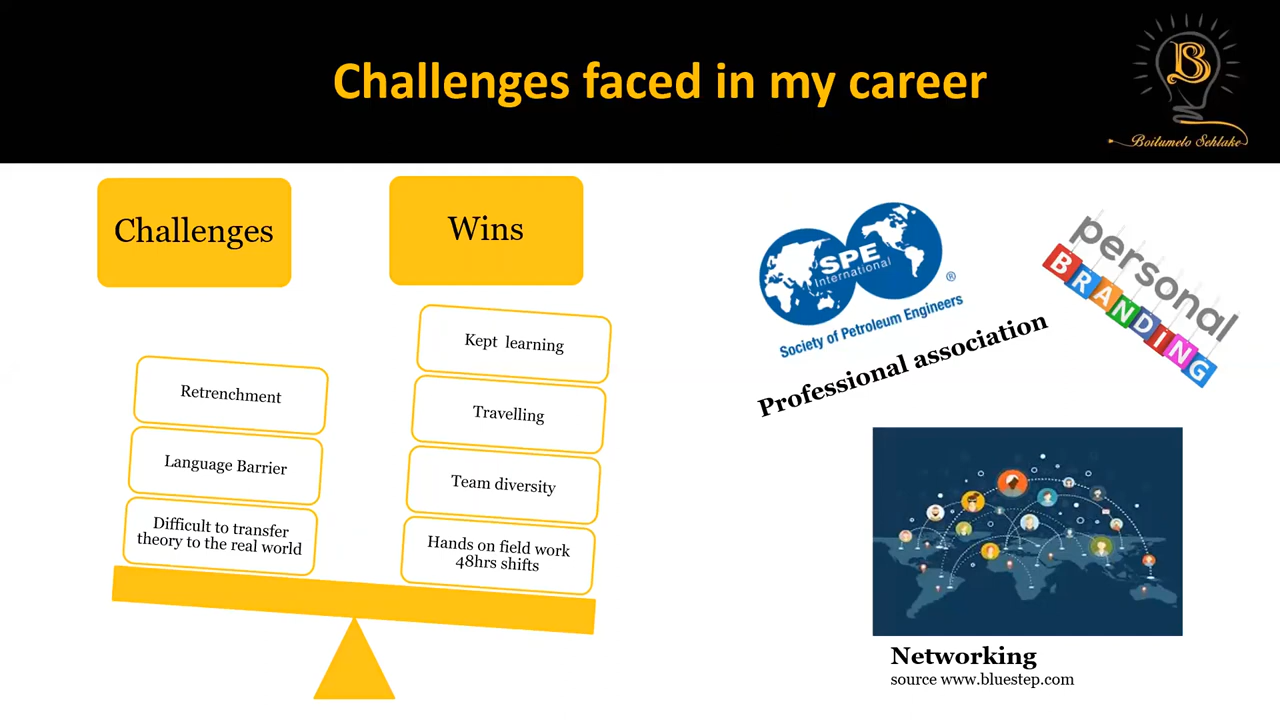 Challenges faced in my career
B
Boitumelo Sehlake
Challenges
Wins
Retrenchment
Language Barrier
Difficult to transfer
theory to the real world
Kept learning
Travelling
Team diversity
Hands on field work
48hrs shifts
SPE
International
®
Society of Petroleum Engineers
Professional association
personal
BRANDING
Networking
source www.bluestep.com